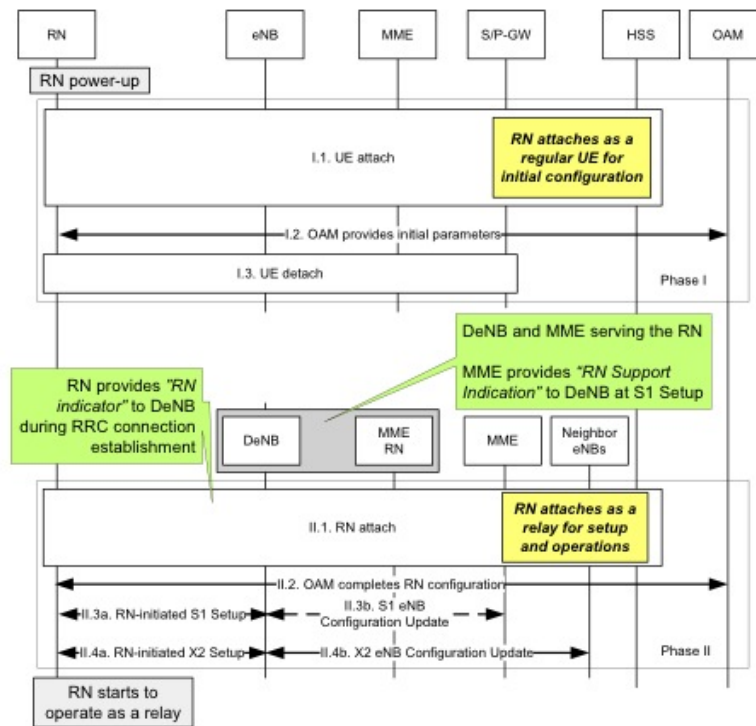 RN
eNB
MME
S/P-GW
HSS
OAM
RN power-up
I.1. UE attach
RN attaches as a
regular UE for
initial configuration
I.2. OAM provides initial parameters
I.3. UE detach
Phase I
DeNB and MME serving the RN
MME provides “RN Support
Indication” to DeNB at S1 Setup
RN provides "RN
indicator" to DeNB
during RRC connection
establishment
DeNB
MME
RN
MME
Neighbor
eNBs
II.1. RN attach
RN attaches as a
relay for setup
and operations
II.2. OAM completes RN configuration
II.3a. RN-initiated S1 Setup
II.3b. S1 eNB
Configuration Update
II.4a. RN-initiated X2 Setup
II.4b. X2 eNB Configuration Update
Phase II
RN starts to
operate as a relay